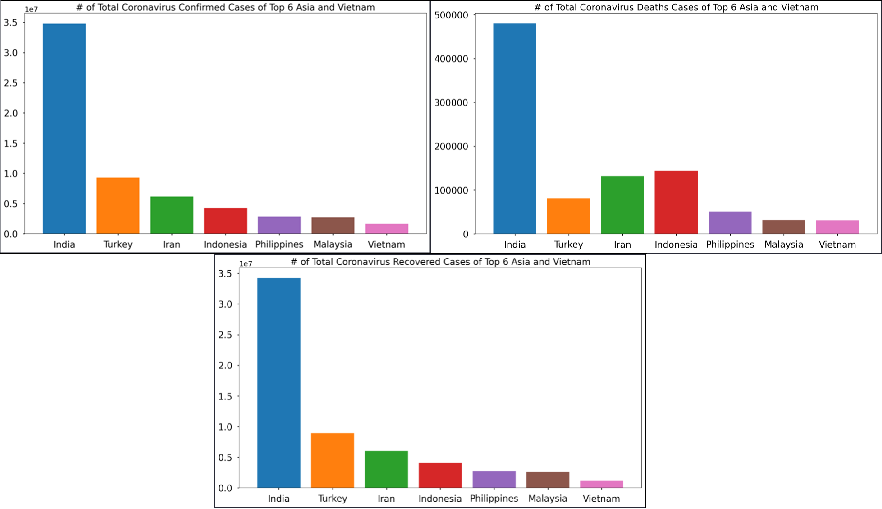 # of Total Coronavirus Confirmed Cases of Top 6 Asia and Vietnam
1e7
3.5
3.0
2.5
2.0
1.5
1.0
0.5
0.0
India Turkey Iran Indonesia Philippines Malaysia Vietnam
# of Total Coronavirus Deaths Cases of Top 6 Asia and Vietnam
500000
400000
300000
200000
100000
0
India Turkey Iran Indonesia Philippines Malaysia Vietnam
# of Total Coronavirus Recovered Cases of Top 6 Asia and Vietnam
1e7
3.5
3.0
2.5
2.0
1.5
1.0
0.5
0.0
India Turkey Iran Indonesia Philippines Malaysia Vietnam